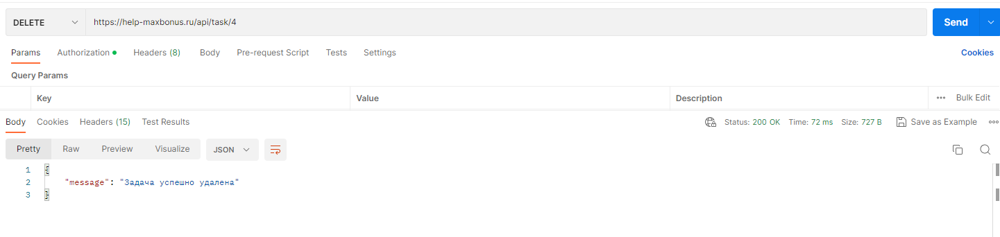 DELETE https://help-maxbonus.ru/api/task/4 Send
Params Authorization Headers (8) Body Pre-request Script Tests Settings Cookies
Query Params
Key Value Description Bulk Edit
Body Cookies Headers (15) Test Results Status: 200 OK Time: 72 ms Size: 727 B Save as Example
Pretty Raw Preview Visualize JSON
1 {
2 "message": "Задача успешно удалена"
3 }